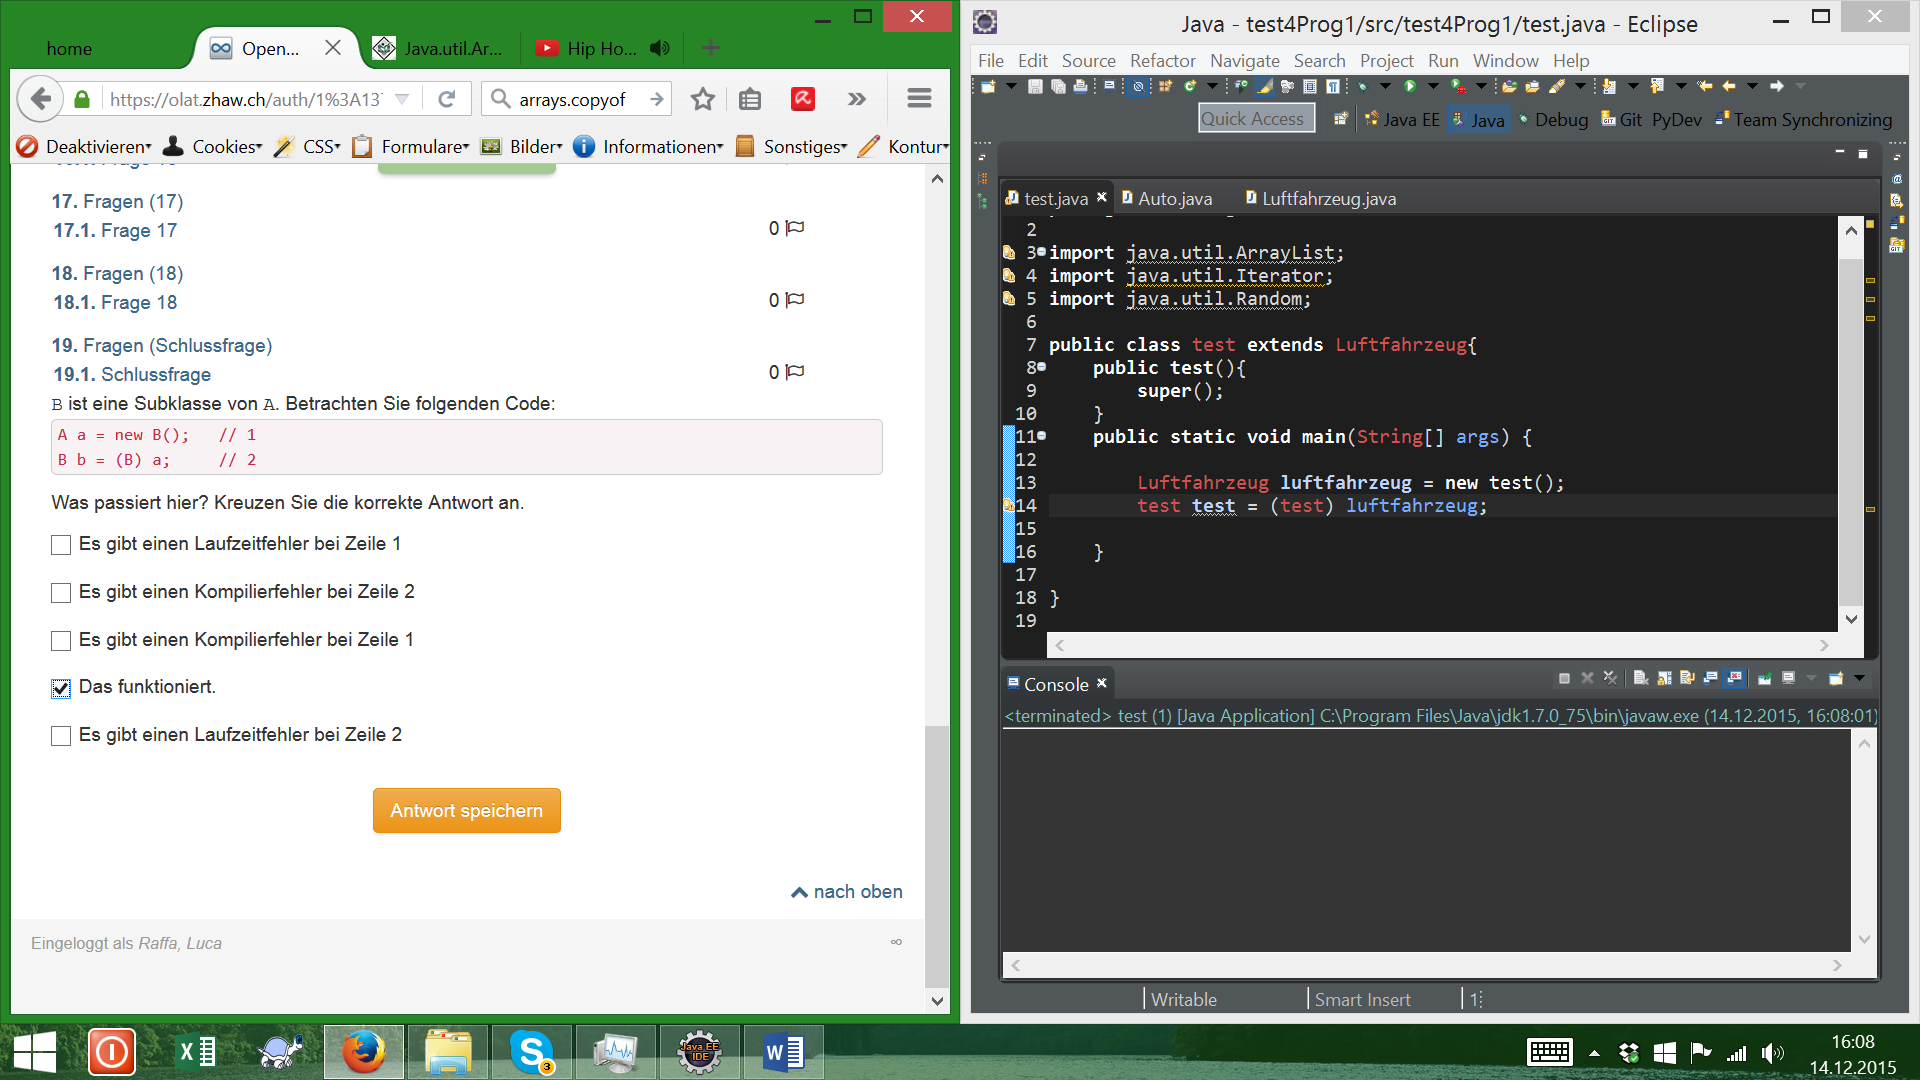 home
Open...
Java.util.Ar...
Hip Ho...
https://olat.zhaw.ch/auth/1%3A13
arrays.copyof
Deaktivieren
Cookies
CSS
Formulare
Bilder
Informationen
Sonstiges
Kontur
17. Fragen (17)
17.1. Frage 17
0
18. Fragen (18)
18.1. Frage 18
0
19. Fragen (Schlussfrage)
19.1. Schlussfrage
0
B ist eine Subklasse von A. Betrachten Sie folgenden Code:
A a = new B();   // 1
B b = (B) a;     // 2
Was passiert hier? Kreuzen Sie die korrekte Antwort an.
Es gibt einen Laufzeitfehler bei Zeile 1
Es gibt einen Kompilierfehler bei Zeile 2
Es gibt einen Kompilierfehler bei Zeile 1
Das funktioniert.
Es gibt einen Laufzeitfehler bei Zeile 2
Antwort speichern
nach oben
Eingeloggt als Raffa, Luca
Java - test4Prog1/src/test4Prog1/test.java - Eclipse
File Edit Source Refactor Navigate Search Project Run Window Help
Quick Access
Java EE
Java
Debug
Git
PyDev
Team Synchronizing
test.java
Auto.java
Luftfahrzeug.java
2
3 import java.util.ArrayList;
4 import java.util.Iterator;
5 import java.util.Random;
6
7 public class test extends Luftfahrzeug{
8     public test(){
9         super();
10     }
11     public static void main(String[] args) {
12
13         Luftfahrzeug luftfahrzeug = new test();
14         test test = (test) luftfahrzeug;
15
16     }
17
18 }
19
Console
<terminated> test (1) [Java Application] C:\Program Files\Java\jdk1.7.0_75\bin\javaw.exe (14.12.2015, 16:08:01)
Writable
Smart Insert
1
3
Java EE
IDE
16:08
14.12.2015